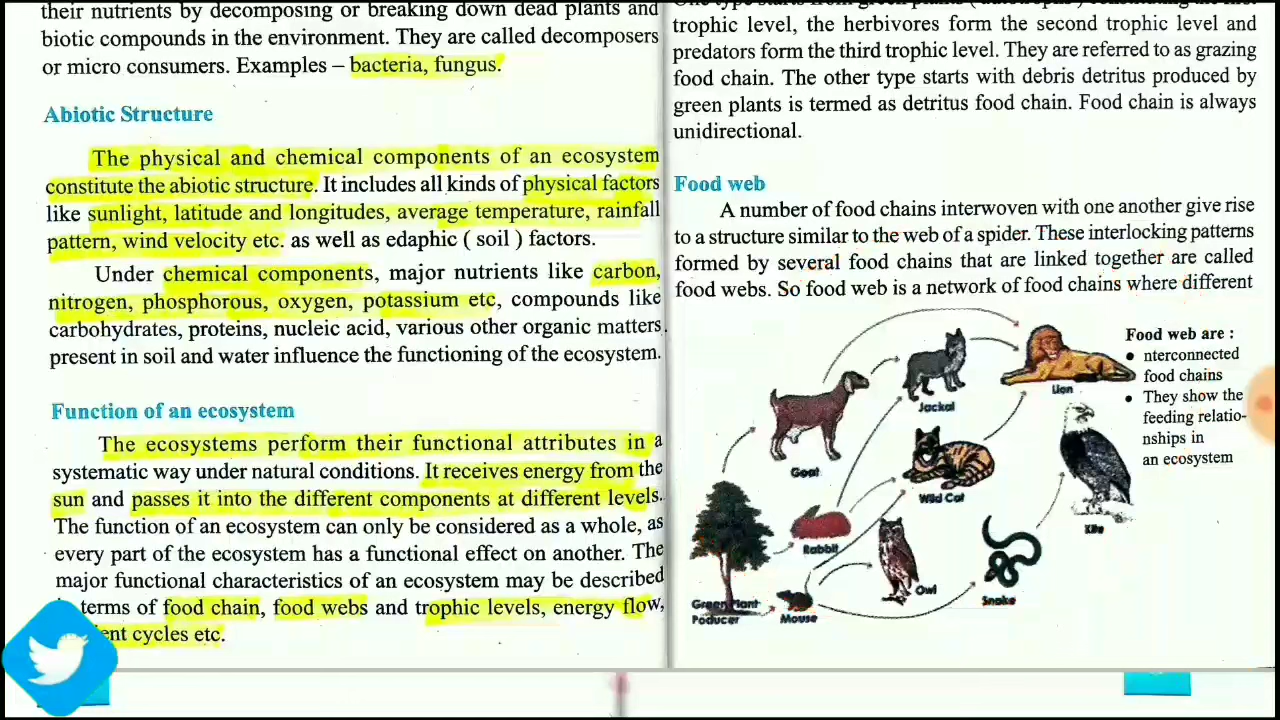 their nutrients by decomposing or breaking down dead plants and
biotic compounds in the environment. They are called decomposers
or micro consumers. Examples – bacteria, fungus.
Abiotic Structure
The physical and chemical components of an ecosystem
constitute the abiotic structure. It includes all kinds of physical factors
like sunlight, latitude and longitudes, average temperature, rainfall
pattern, wind velocity etc. as well as edaphic ( soil ) factors.
Under chemical components, major nutrients like carbon,
nitrogen, phosphorous, oxygen, potassium etc, compounds like
carbohydrates, proteins, nucleic acid, various other organic matters
present in soil and water influence the functioning of the ecosystem.
Function of an ecosystem
The ecosystems perform their functional attributes in a
systematic way under natural conditions. It receives energy from the
sun and passes it into the different components at different levels.
The function of an ecosystem can only be considered as a whole, as
every part of the ecosystem has a functional effect on another. The
major functional characteristics of an ecosystem may be described
terms of food chain, food webs and trophic levels, energy flow,
ent cycles etc.
trophic level, the herbivores form the second trophic level and
predators form the third trophic level. They are referred to as grazing
food chain. The other type starts with debris detritus produced by
green plants is termed as detritus food chain. Food chain is always
unidirectional.
Food web
A number of food chains interwoven with one another give rise
to a structure similar to the web of a spider. These interlocking patterns
formed by several food chains that are linked together are called
food webs. So food web is a network of food chains where different
Food web are :
• nterconnected
food chains
• They show the
feeding relatio-
nships in
an ecosystem
Lion
Jackal
Goat
Wild Cat
Kite
Rabbit
Owl
Snake
Green Plant
Poducer
Mouse